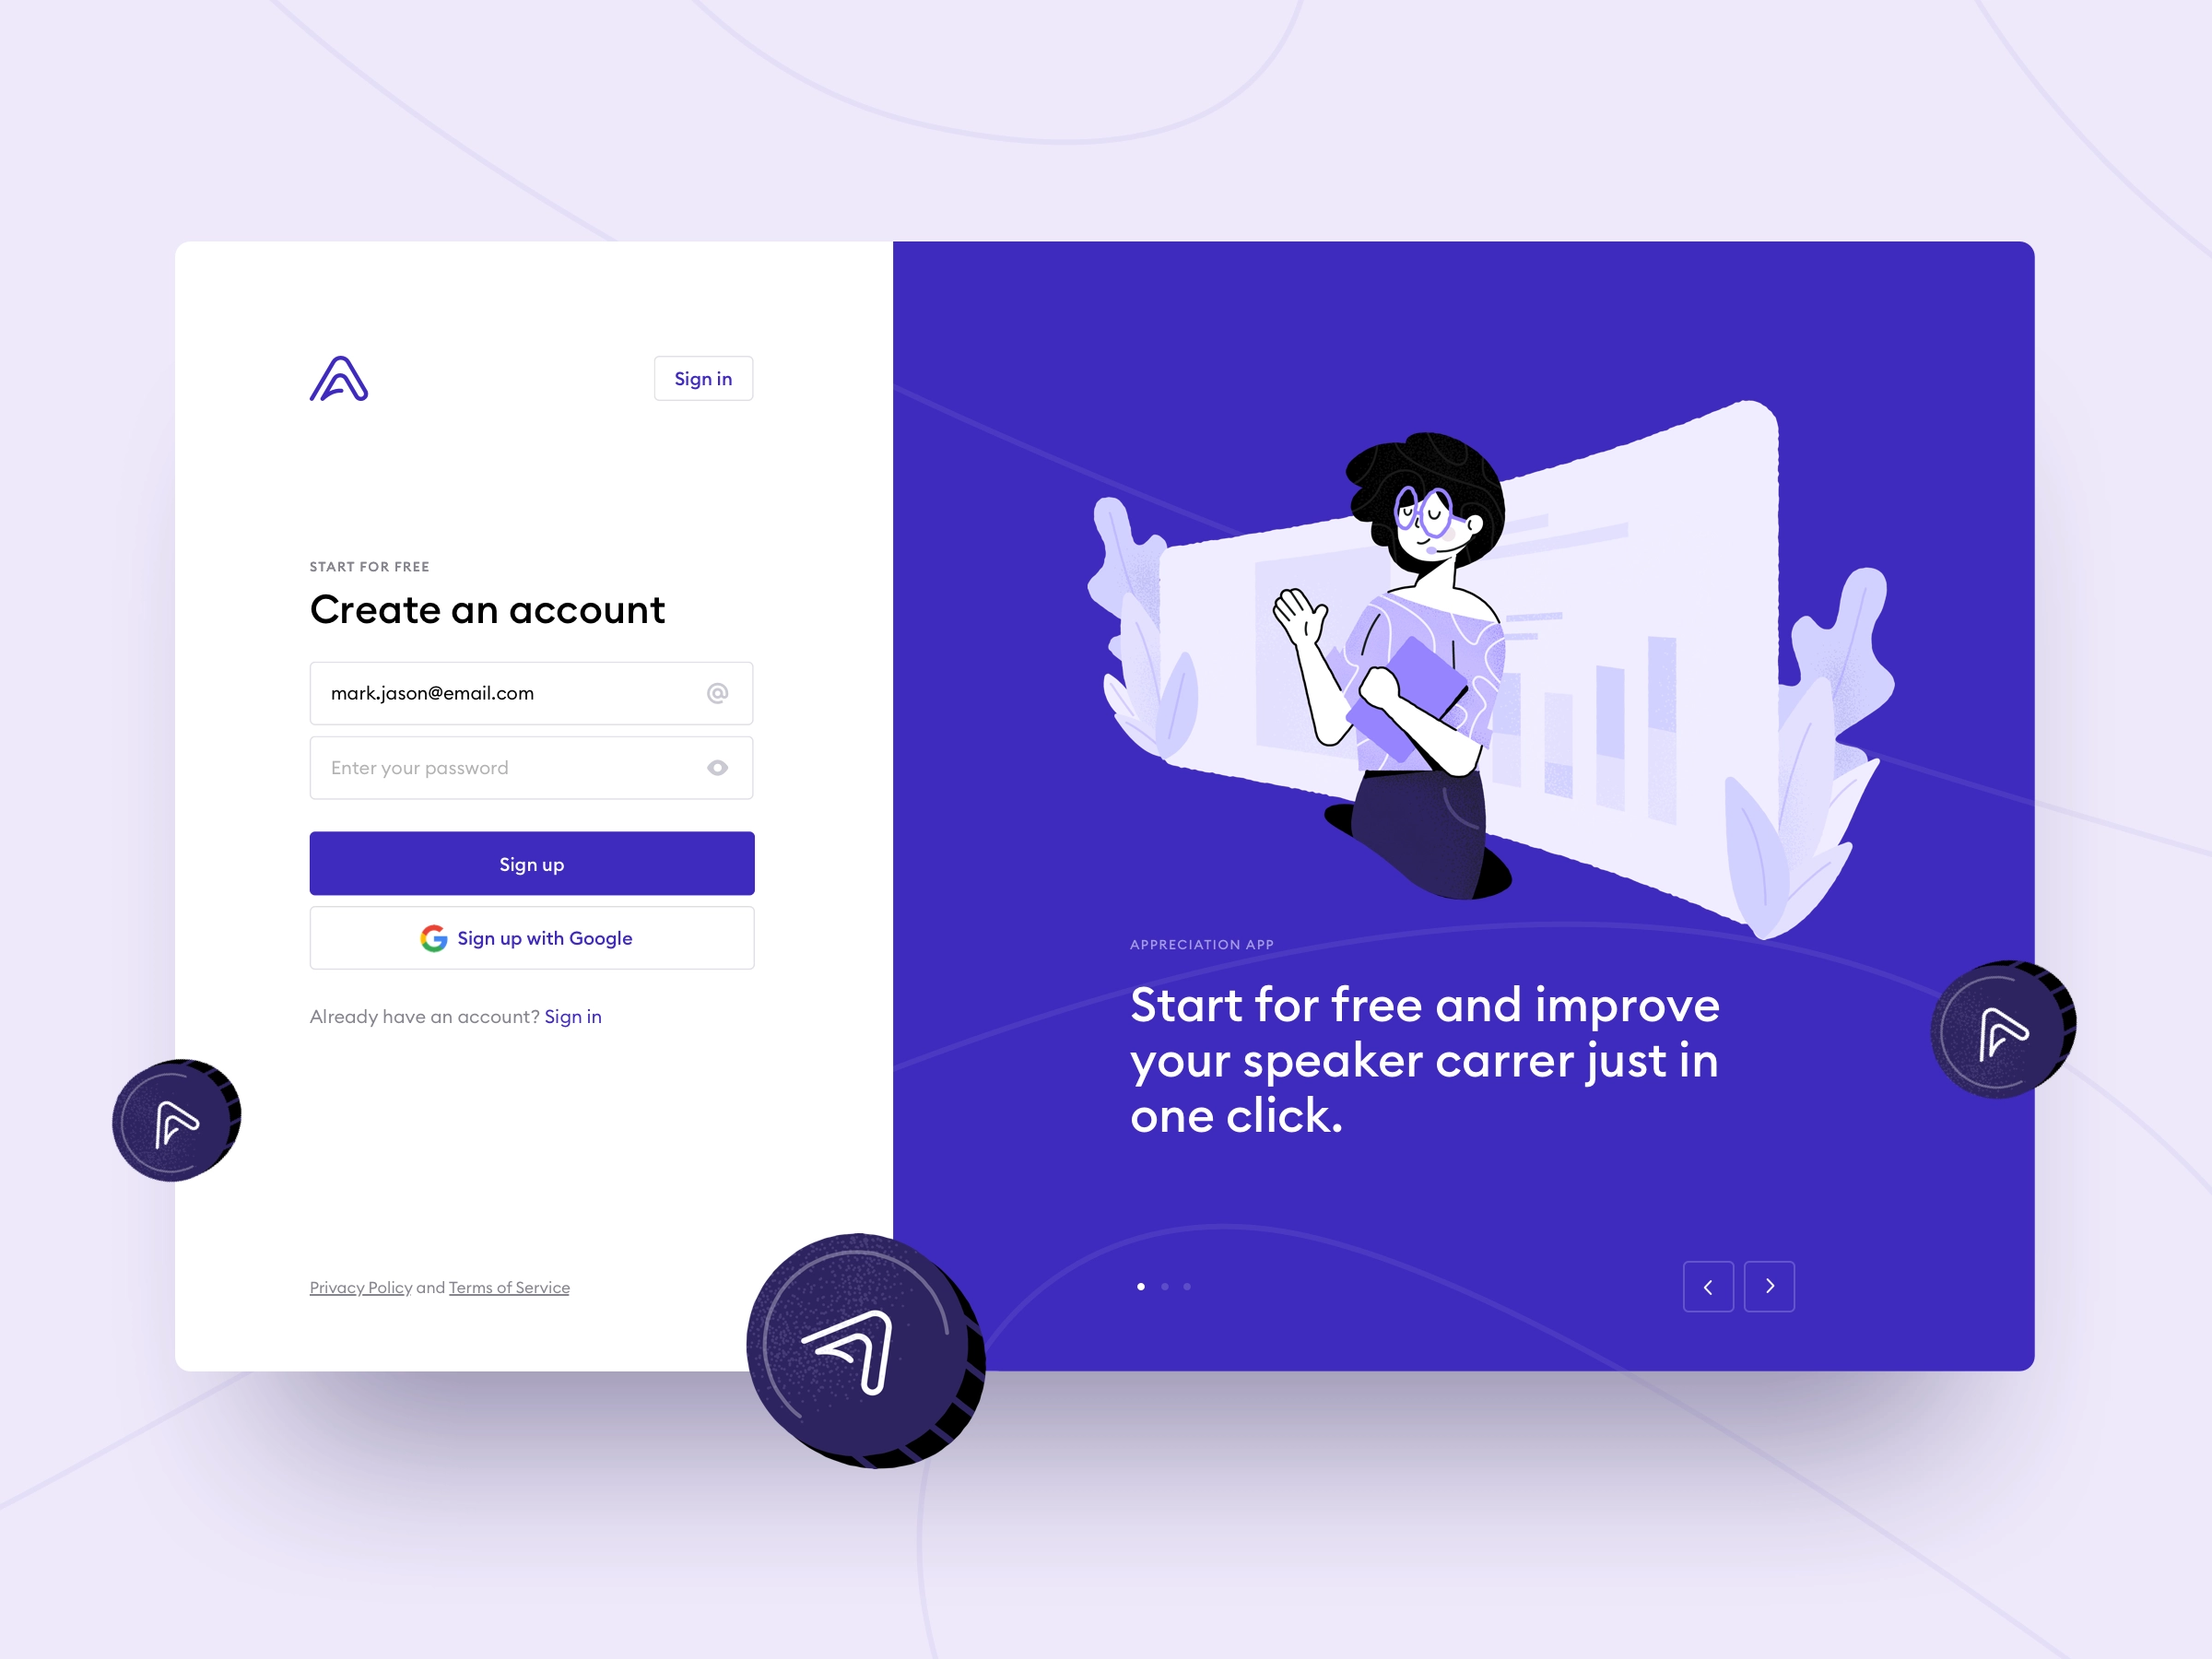 Sign in
START FOR FREE
Create an account
mark.jason@email.com
Enter your password
Sign up
Sign up with Google
Already have an account? Sign in
Privacy Policy and Terms of Service
APPRECIATION APP
Start for free and improve
your speaker carrer just in
one click.